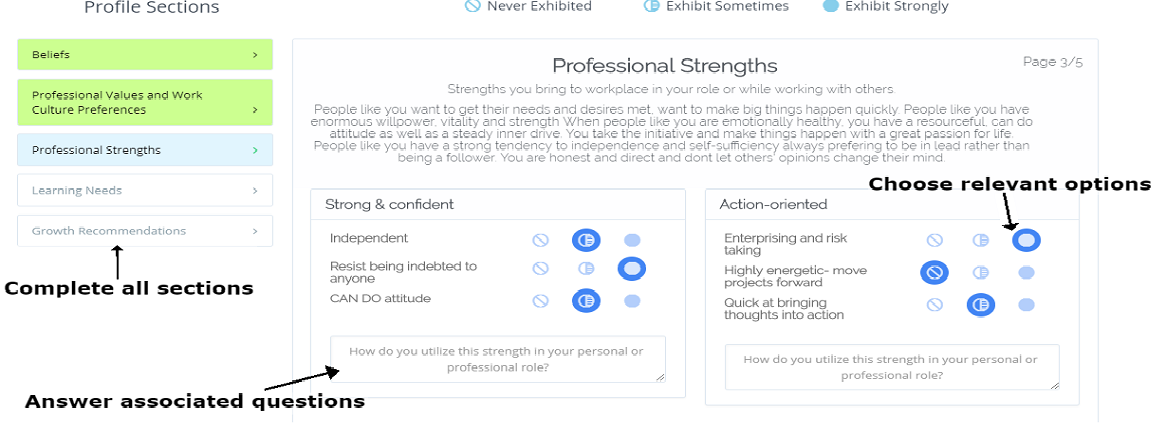 Profile Sections
Never Exhibited
Exhibit Sometimes
Exhibit Strongly
Beliefs
Professional Values and Work
Culture Preferences
Professional Strengths
Learning Needs
Growth Recommendations
Complete all sections
Professional Strengths
Page 3/5
Strengths you bring to workplace in your role or while working with others
People like you want to get their needs and desires met, want to make big things happen quickly. People like you have
enormous willpower, vitality and strength When people like you are emotionally healthy, you have a resourceful, can do
attitude as well as a steady inner drive. You take the initiative and make things happen with a great passion for life.
People like you have a strong tendency to independence and self-sufficiency always prefering to be in lead rather than
being a follower. You are honest and direct and dont let others' opinions change their mind.
Choose relevant options
Strong & confident
Independent
Resist being indebted to
anyone
CAN DO attitude
How do you utilize this strength in your personal or
professional role?
Answer associated questions
Action-oriented
Enterprising and risk
taking
Highly energetic- move
projects forward
Quick at bringing
thoughts into action
How do you utilize this strength in your personal or
professional role?